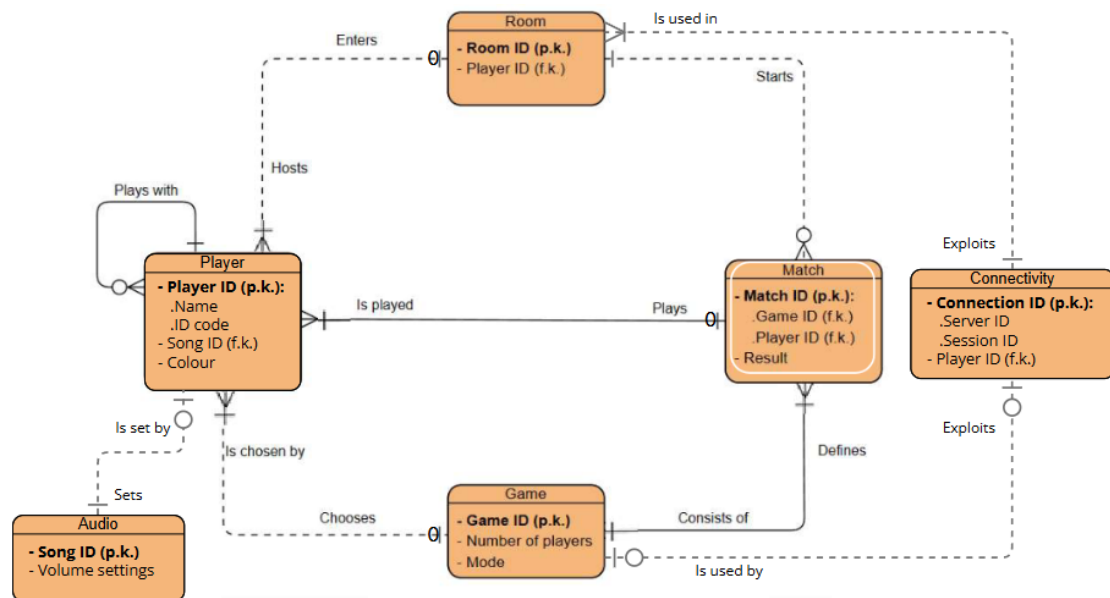 Room
- Room ID (p.k.)
- Player ID (f.k.)
Is used in
Enters
0
Starts
Hosts
Plays with
Player
- Player ID (p.k.):
.Name
.ID code
- Song ID (f.k.)
- Colour
Is played
Plays
0
Match
- Match ID (p.k.):
.Game ID (f.k.)
.Player ID (f.k.)
- Result
Exploits
Connectivity
- Connection ID (p.k.):
.Server ID
.Session ID
- Player ID (f.k.)
Is set by
Is chosen by
Defines
Exploits
Sets
Audio
- Song ID (p.k.)
- Volume settings
Chooses
0
Game
- Game ID (p.k.)
- Number of players
- Mode
Consists of
Is used by